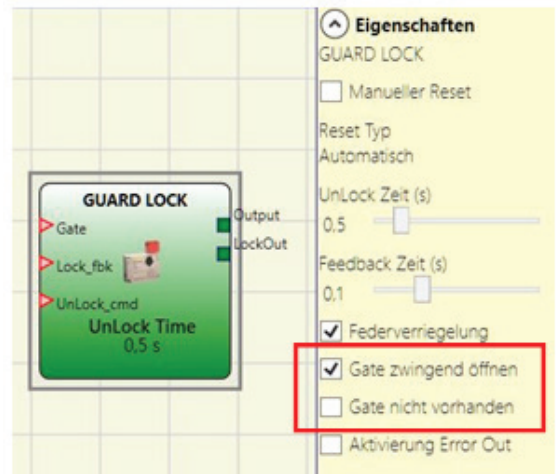 GUARD LOCK
Gate
Lock_fbk
UnLock_cmd
Output
LockOut
UnLock Time
0,5 s
Eigenschaften
GUARD LOCK
Manueller Reset
Reset Typ
Automatisch
UnLock Zeit (s)
0.5
Feedback Zeit (s)
0,1
Federverriegelung
Gate zwingend öffnen
Gate nicht vorhanden
Aktivierung Error Out